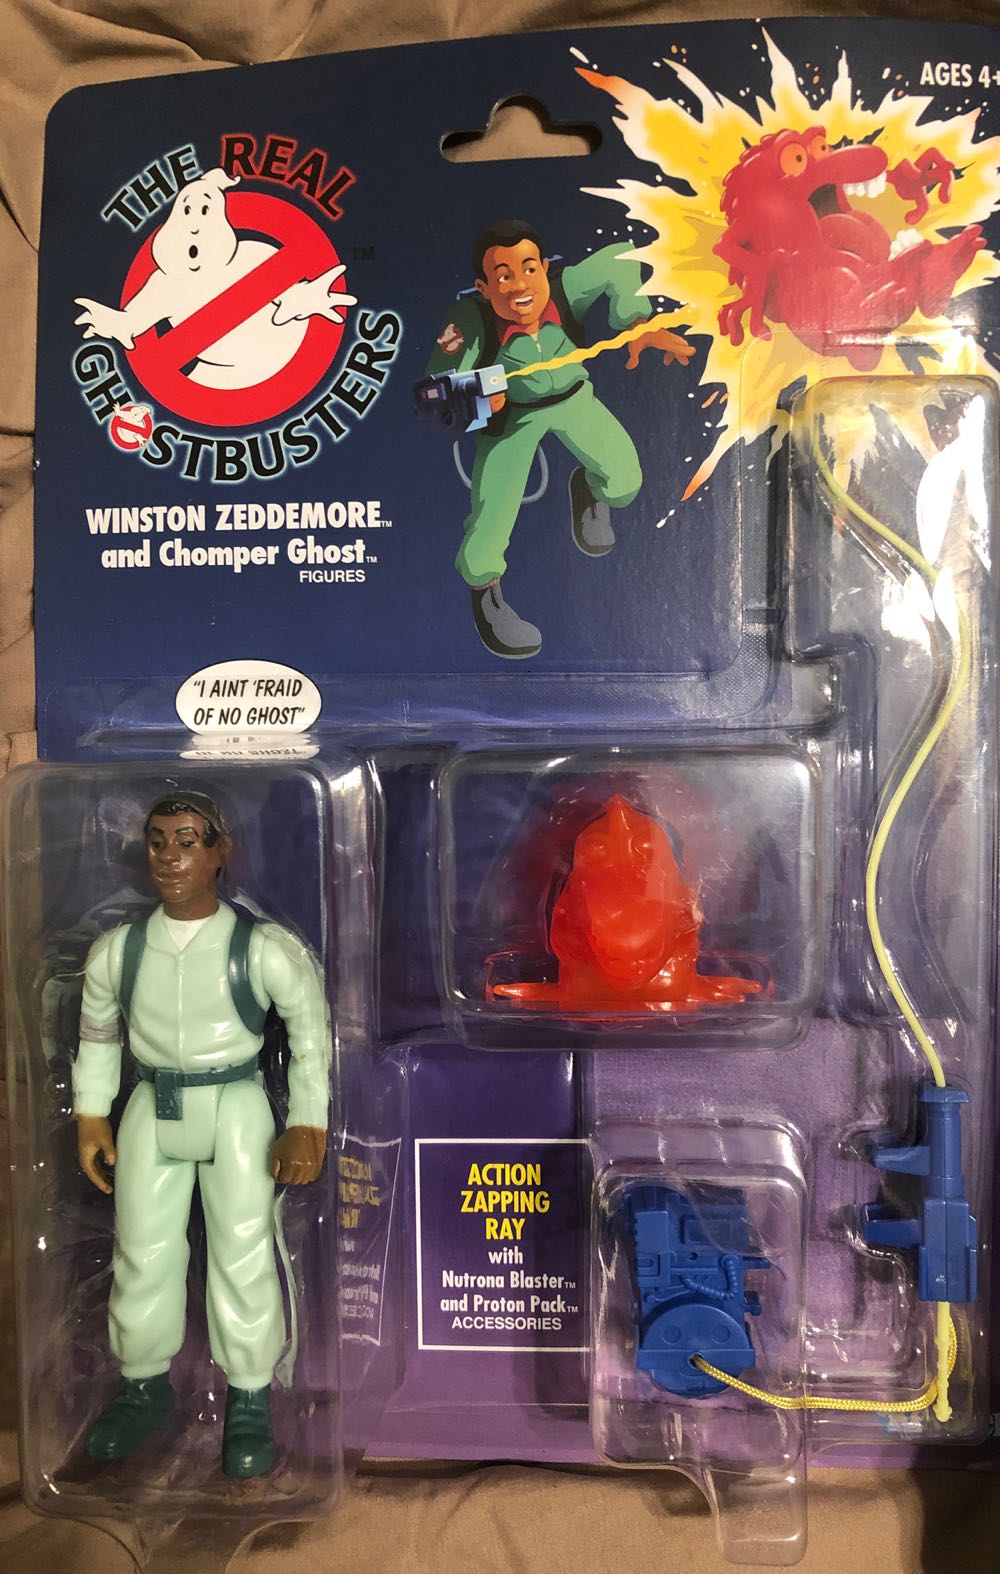 AGES 4+
THE REAL
GHOSTBUSTERS
TM
WINSTON ZEDDEMORE™
and Chomper Ghost™
FIGURES
"I AINT 'FRAID
OF NO GHOST"
ACTION
ZAPPING
RAY
with
Nutrona Blaster™
and Proton Pack™
ACCESSORIES